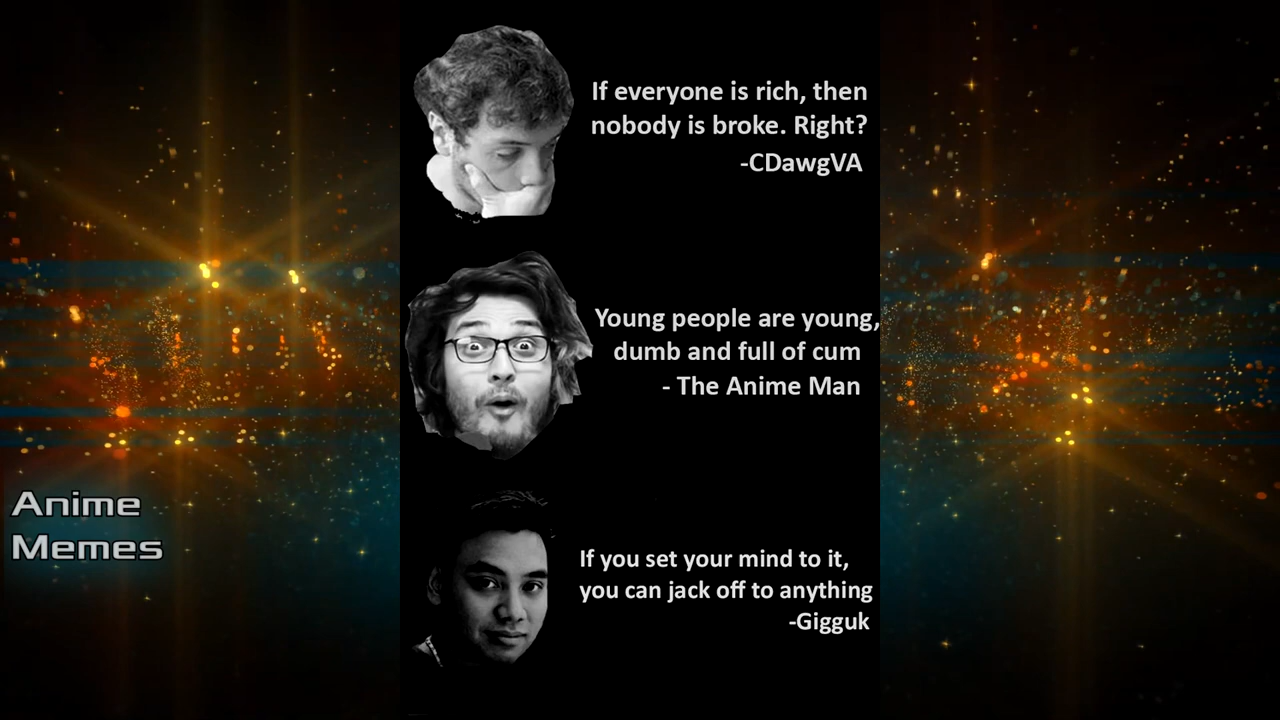 If everyone is rich, then
nobody is broke. Right?
-CDawgVA
Young people are young,
dumb and full of cum
- The Anime Man
If you set your mind to it,
you can jack off to anything
-Gigguk
Anime
Memes